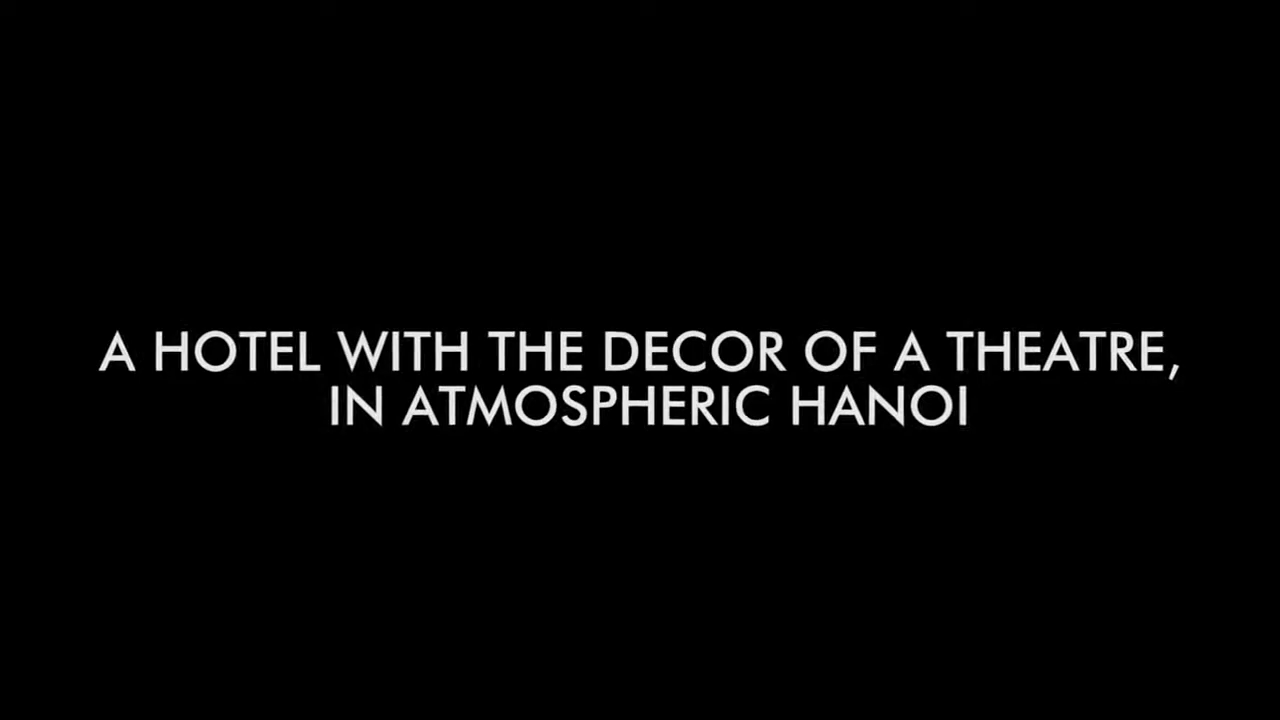 A HOTEL WITH THE DECOR OF A THEATRE,
IN ATMOSPHERIC HANOI